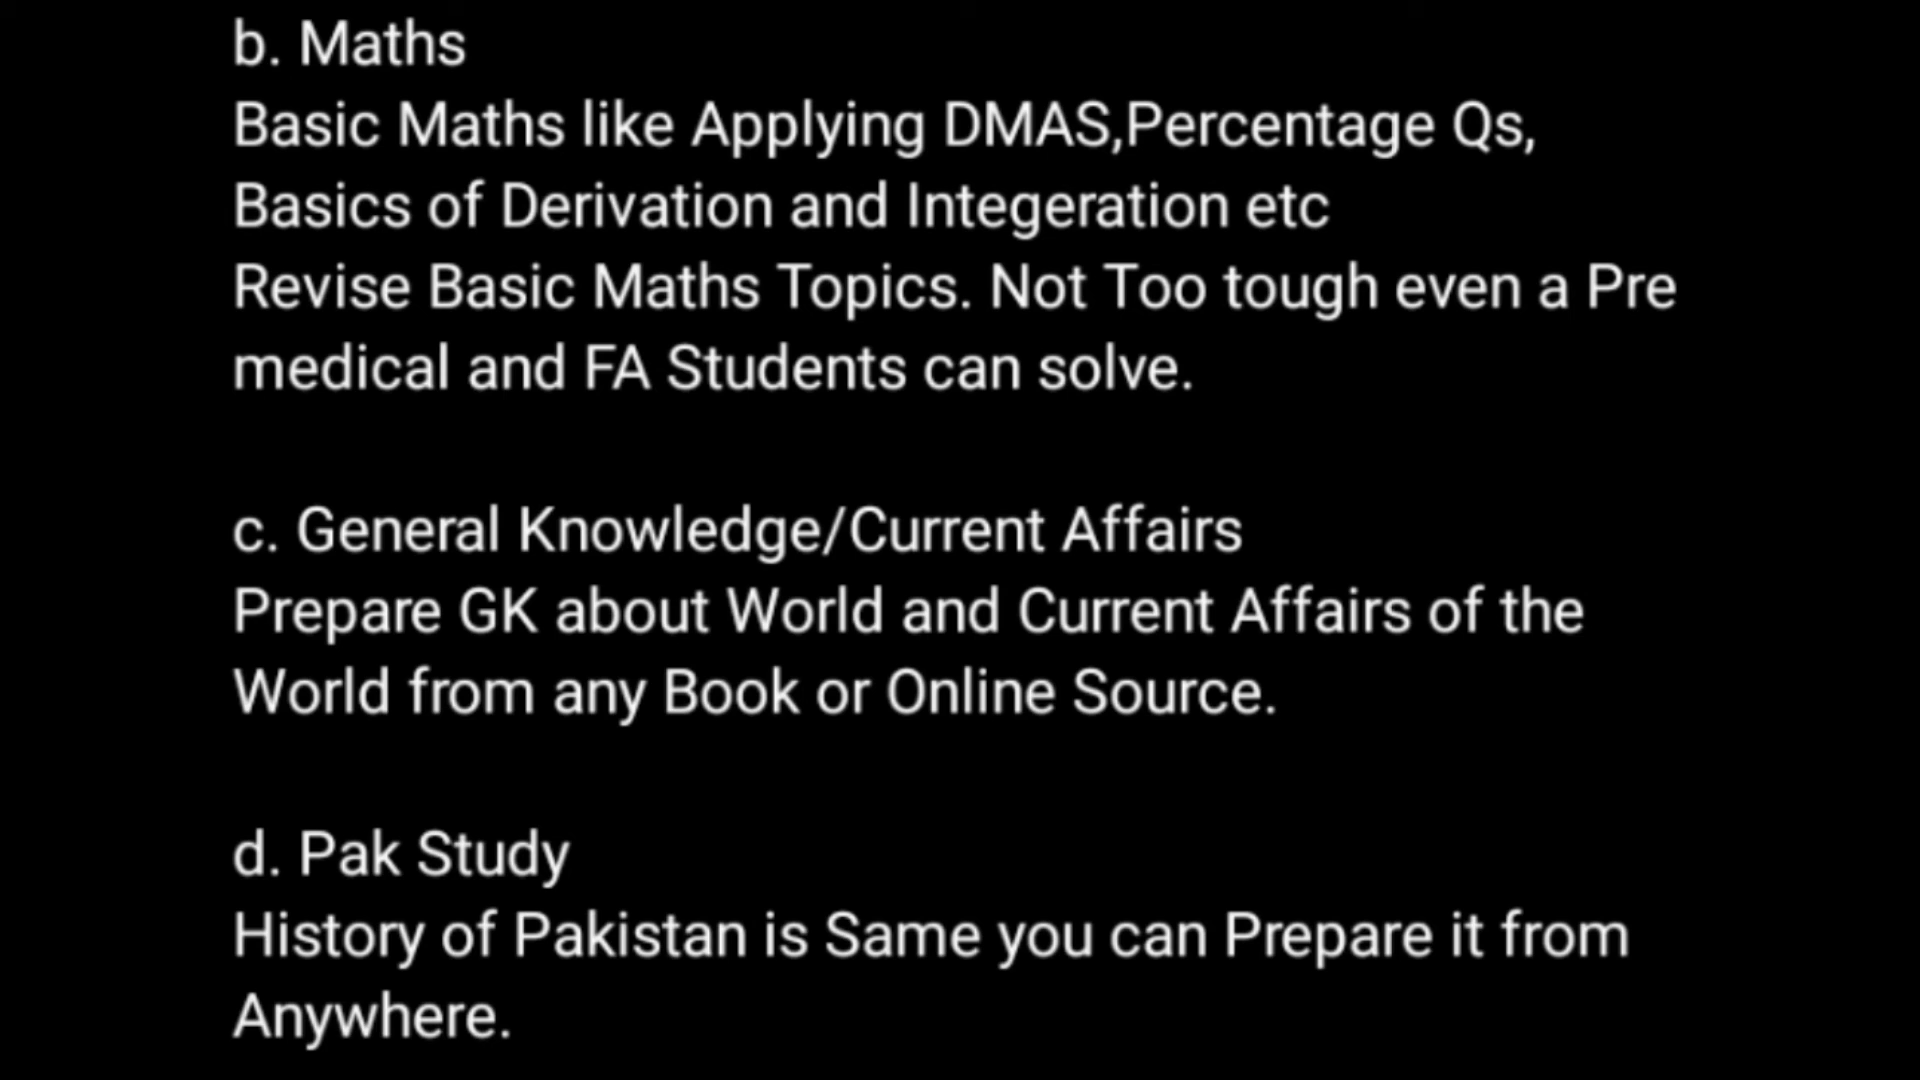 b. Maths
Basic Maths like Applying DMAS,Percentage Qs,
Basics of Derivation and Integeration etc
Revise Basic Maths Topics. Not Too tough even a Pre
medical and FA Students can solve.
c. General Knowledge/Current Affairs
Prepare GK about World and Current Affairs of the
World from any Book or Online Source.
d. Pak Study
History of Pakistan is Same you can Prepare it from
Anywhere.